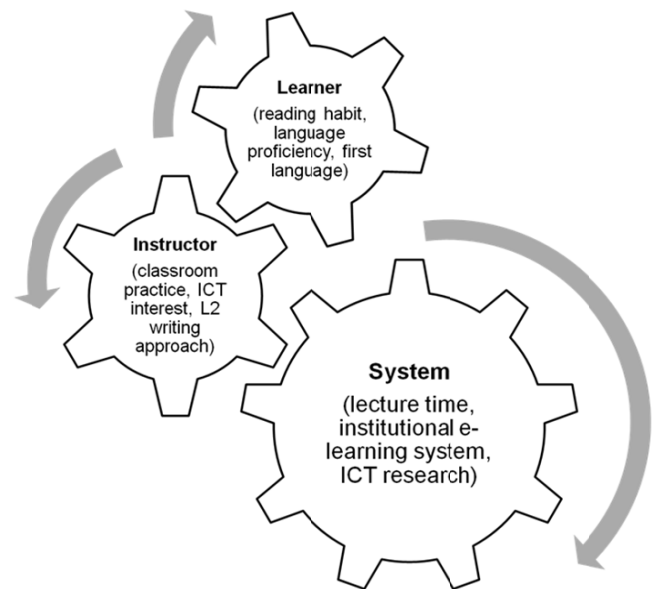 Learner
(reading habit,
language
proficiency, first
language)
Instructor
(classroom
practice, ICT
interest, L2
writing
approach)
System
(lecture time,
institutional e-
learning system,
ICT research)